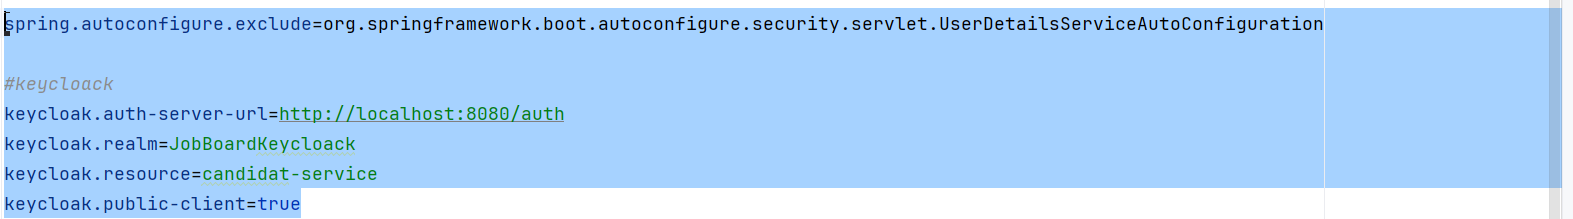 spring.autoconfigure.exclude=org.springframework.boot.autoconfigure.security.servlet.UserDetailsServiceAutoConfiguration
#keycloack
keycloak.auth-server-url=http://localhost:8080/auth
keycloak.realm=JobBoardKeycloack
keycloak.resource=candidat-service
keycloak.public-client=true